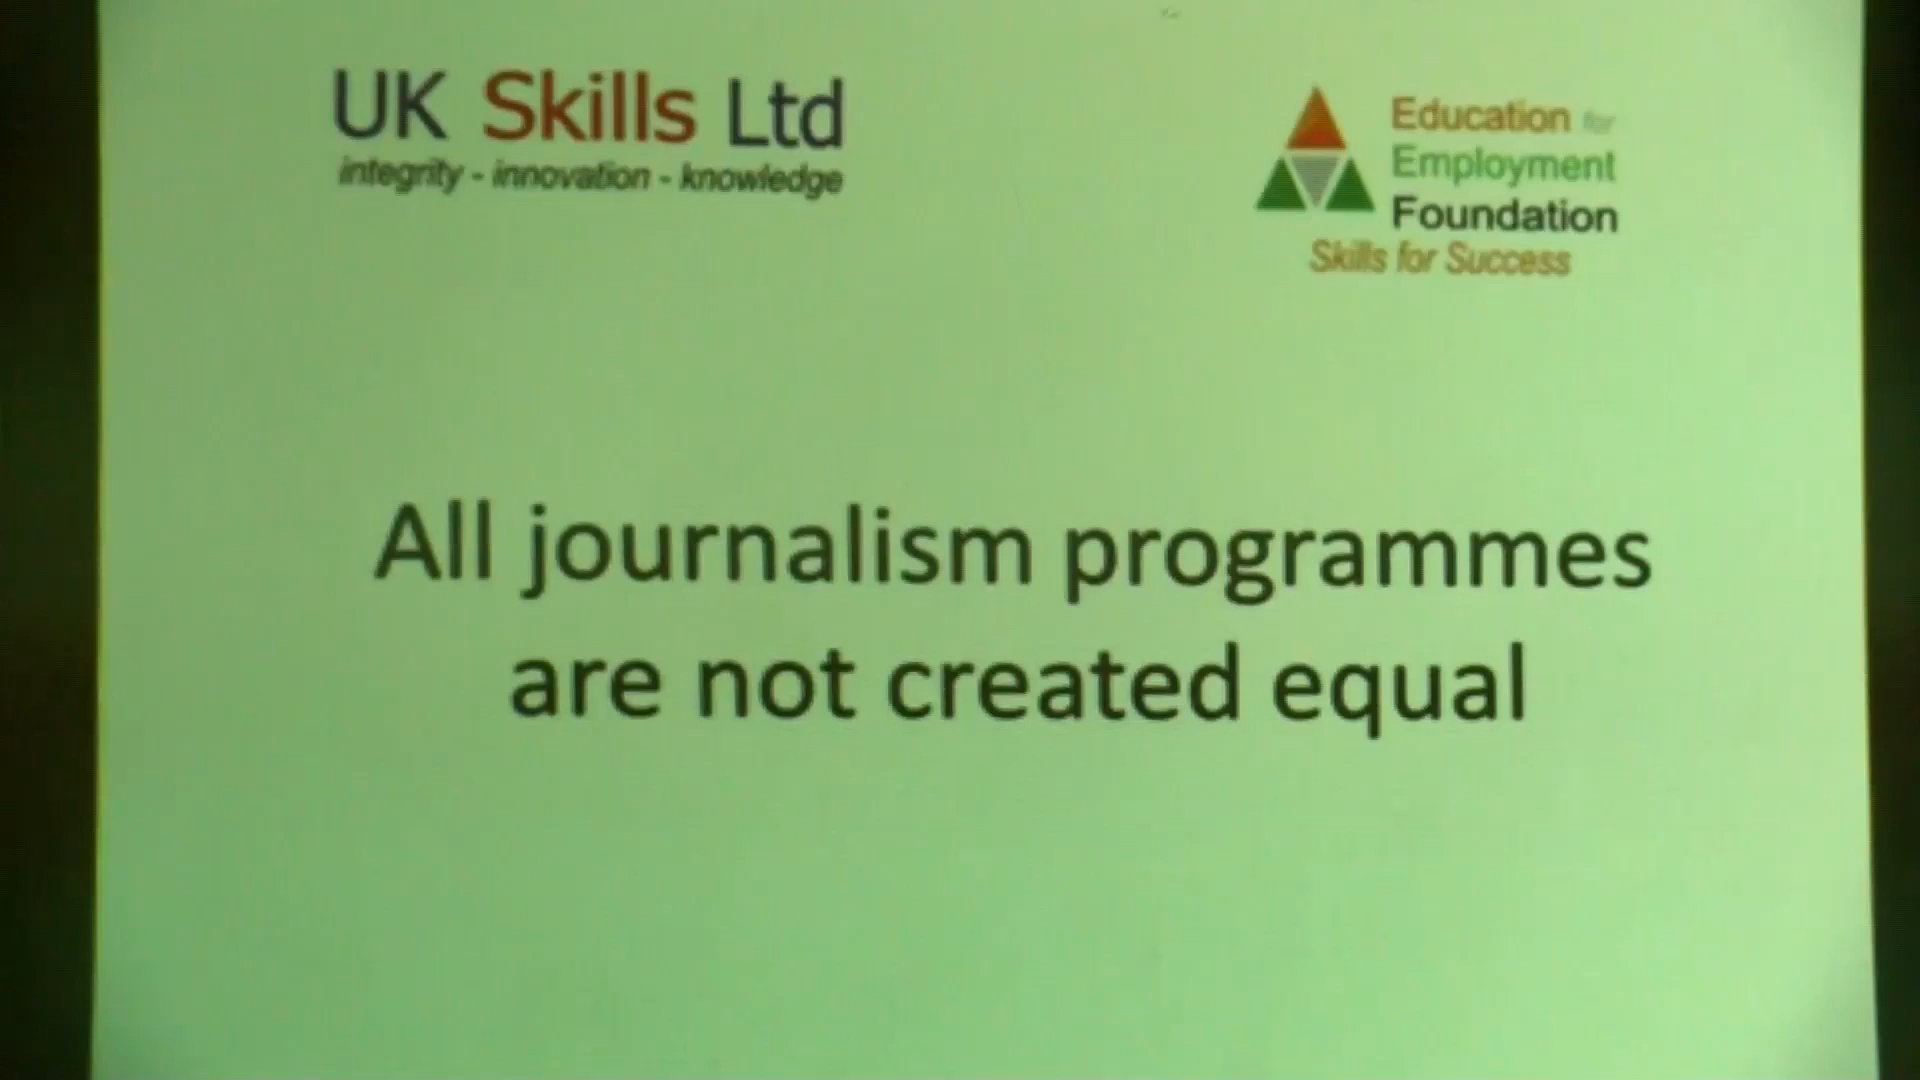 UK Skills Ltd
integrity - innovation - knowledge
Education for
Employment
Foundation
Skills for Success
All journalism programmes
are not created equal